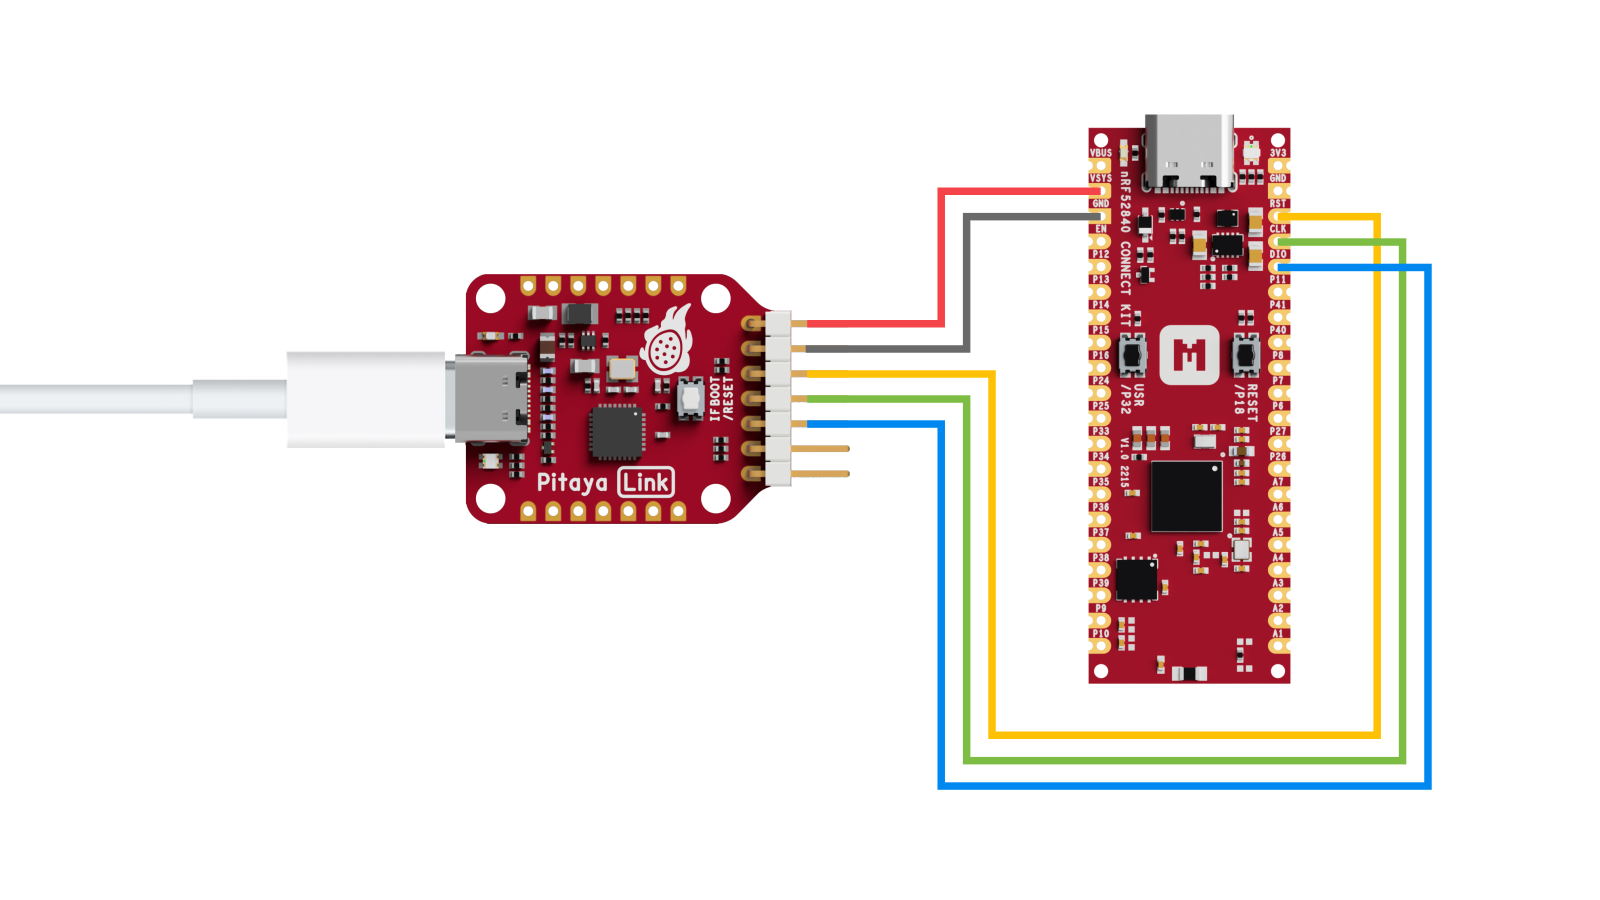 Pitaya Link
IF BOOT
/RESET
VBUS
VSYS
GND
EN
P12
P13
P14
P15
P16
P24
P25
P33
P34
P35
P36
P37
P38
P39
P9
P10
nRF52840 CONNECT KIT
USR
/P32
V1.0 2215
RESET
/P18
3V3
GND
RST
CLK
DIO
P11
P41
P40
P8
P7
P6
P27
P26
A7
A6
A5
A4
A3
A2
A1